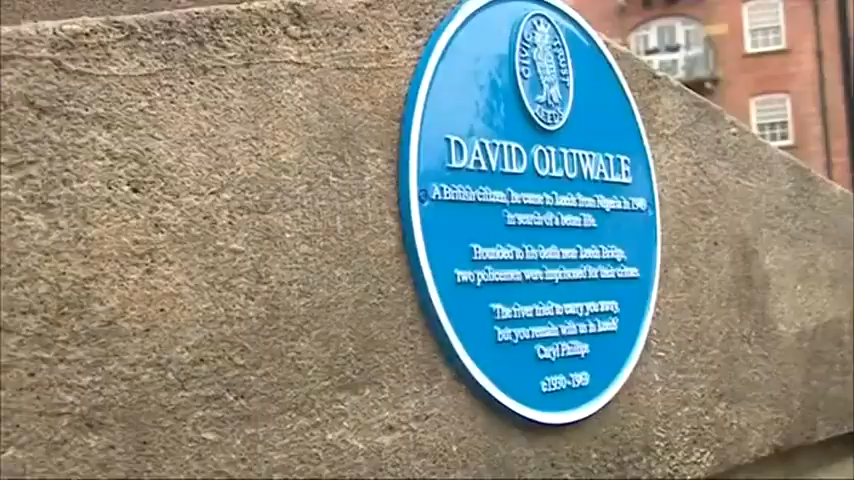 CIVIC TRUST
LEEDS
DAVID OLUWALE
A British citizen, he came to Leeds from Nigeria in 1949
in search of a better life.
Hounded to his death near Leeds Bridge,
two policemen were imprisoned for their crimes.
'The river tried to carry you away,
but you remain with us in Leeds'
Caryl Phillips
c1930-1969